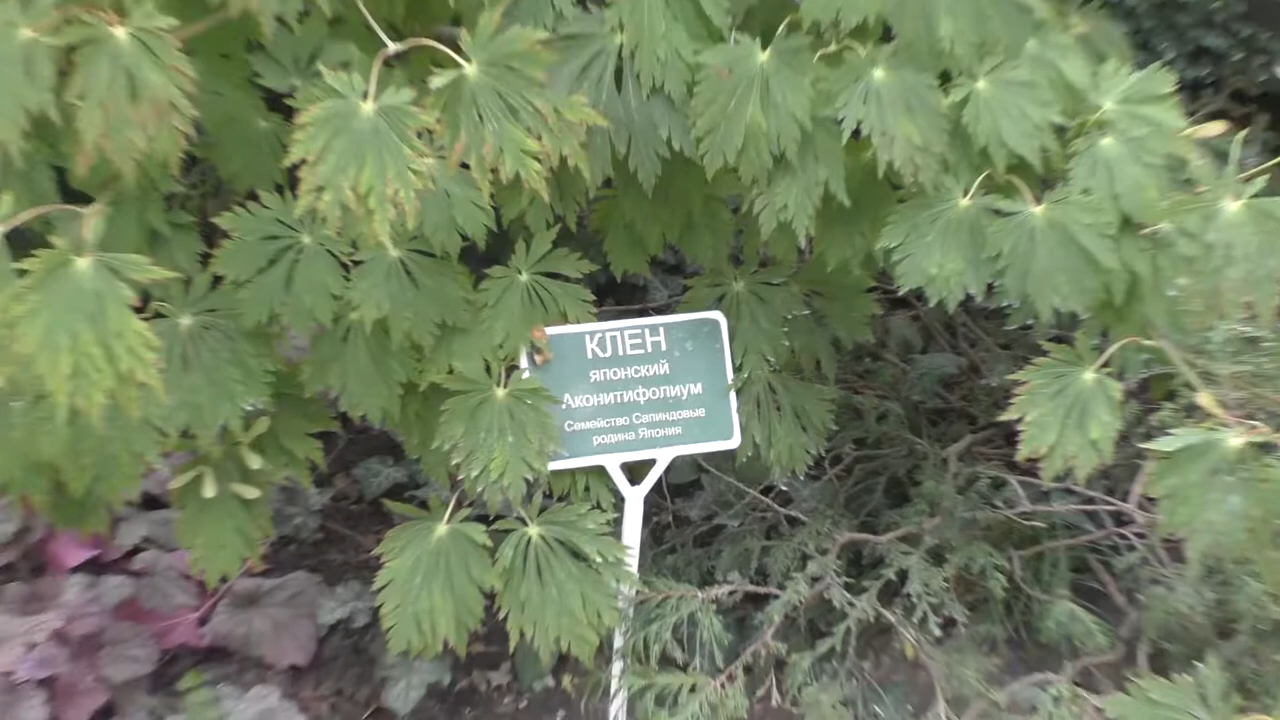 КЛЕН
японский
Аконитифолиум
Семейство Сапиндовые
родина Япония